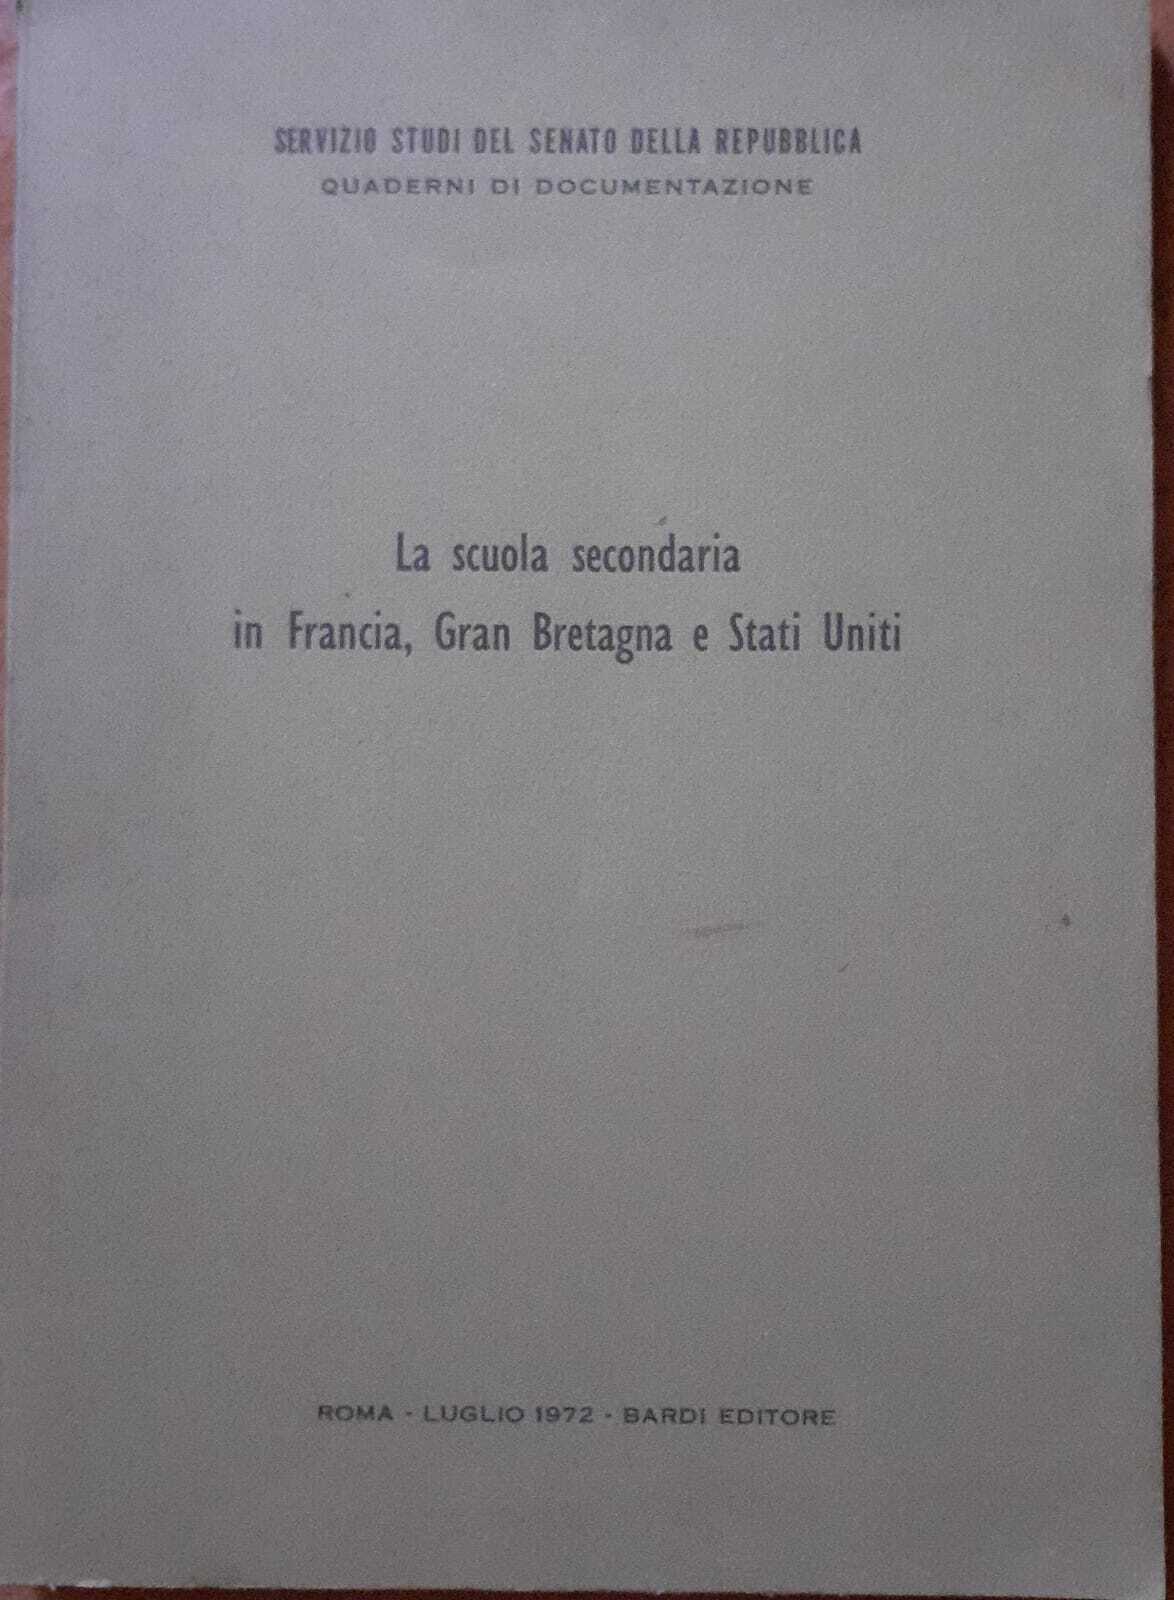 SERVIZIO STUDI DEL SENATO DELLA REPUBBLICA
QUADERNI DI DOCUMENTAZIONE
La scuola secondaria
in Francia, Gran Bretagna e Stati Uniti
ROMA - LUGLIO 1972 - BARDI EDITORE